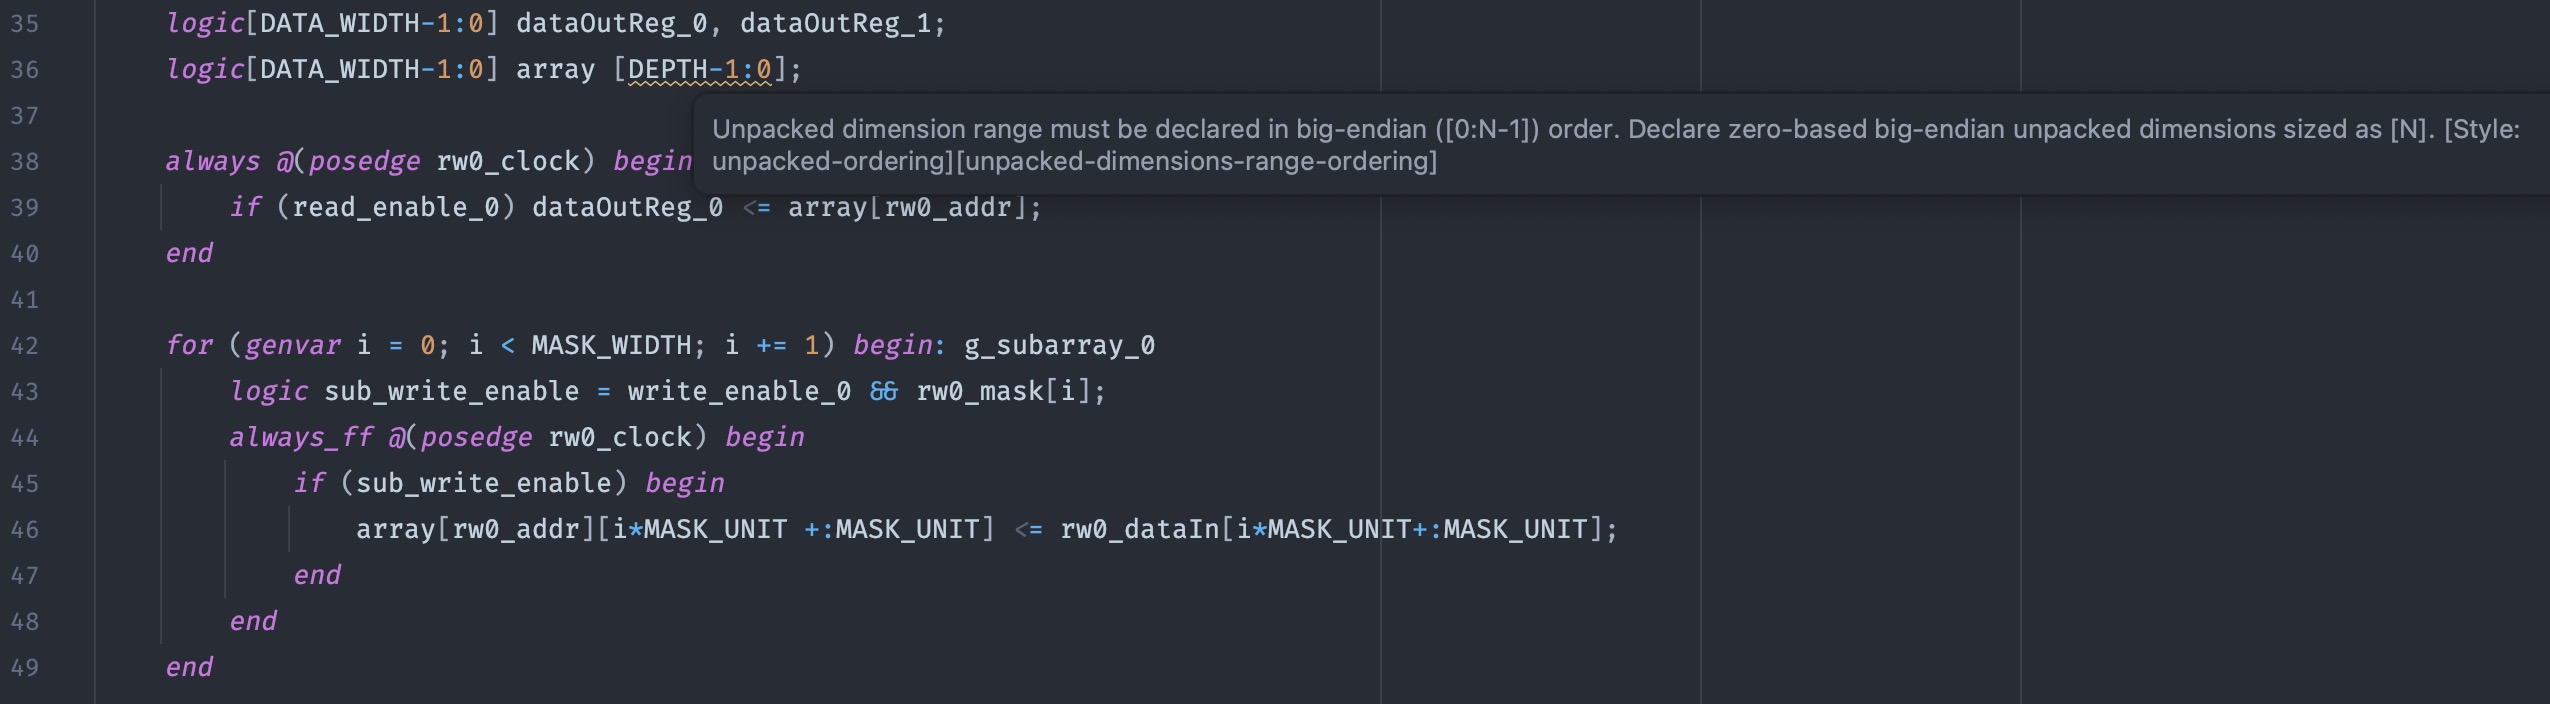 35 logic[DATA_WIDTH-1:0] dataOutReg_0, dataOutReg_1;
36 logic[DATA_WIDTH-1:0] array [DEPTH-1:0];
37
Unpacked dimension range must be declared in big-endian ([0:N-1]) order. Declare zero-based big-endian unpacked dimensions sized as [N]. [Style:
unpacked-ordering][unpacked-dimensions-range-ordering]
38 always @(posedge rw0_clock) begin
39 if (read_enable_0) dataOutReg_0 <= array[rw0_addr];
40 end
41
42 for (genvar i = 0; i < MASK_WIDTH; i += 1) begin: g_subarray_0
43 logic sub_write_enable = write_enable_0 && rw0_mask[i];
44 always_ff @(posedge rw0_clock) begin
45 if (sub_write_enable) begin
46 array[rw0_addr][i*MASK_UNIT +:MASK_UNIT] <= rw0_dataIn[i*MASK_UNIT+:MASK_UNIT];
47 end
48 end
49 end